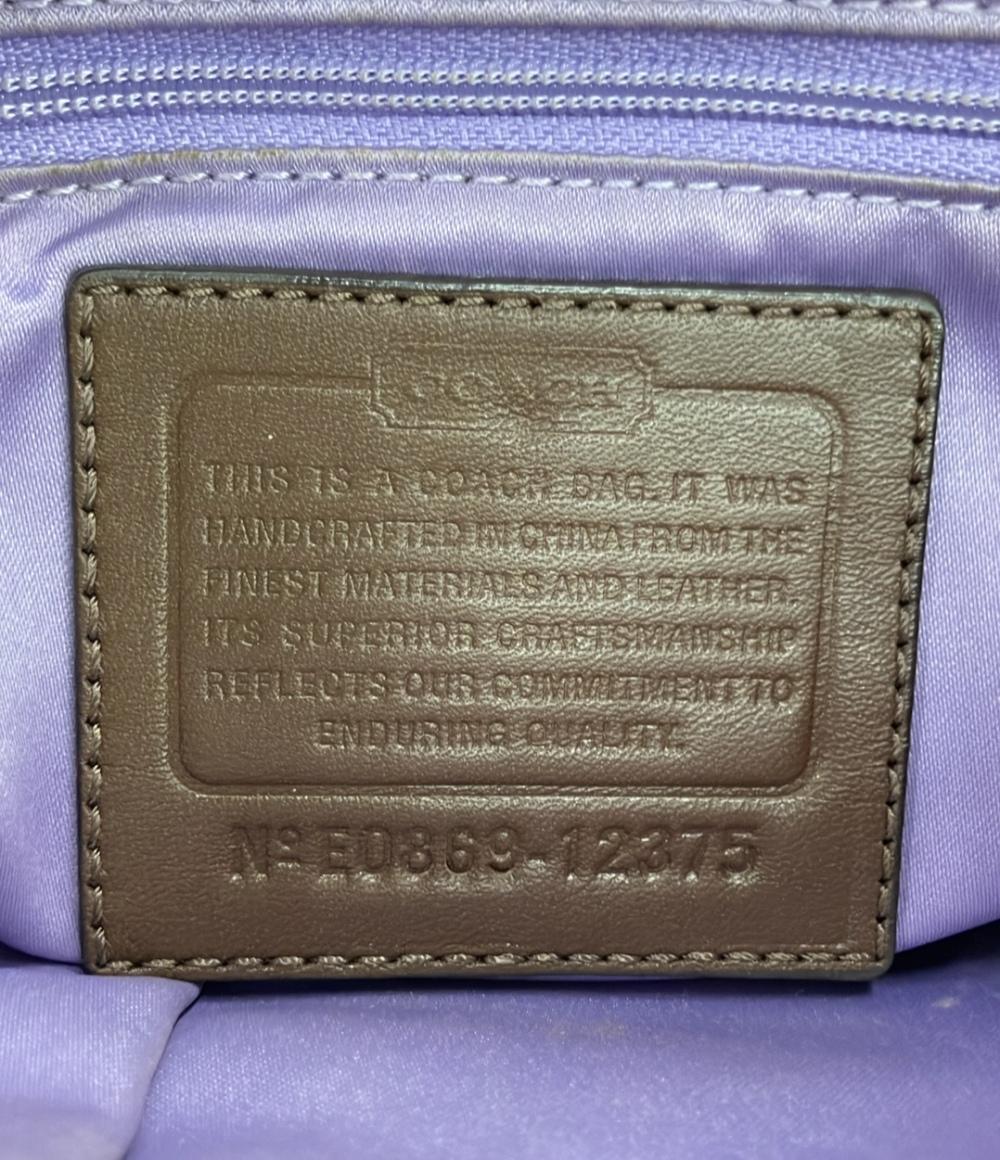 COACH
THIS IS A COACH BAG. IT WAS
HANDCRAFTED IN CHINA FROM THE
FINEST MATERIALS AND LEATHER.
ITS SUPERIOR CRAFTSMANSHIP
REFLECTS OUR COMMITMENT TO
ENDURING QUALITY.
Nº E0869-12375